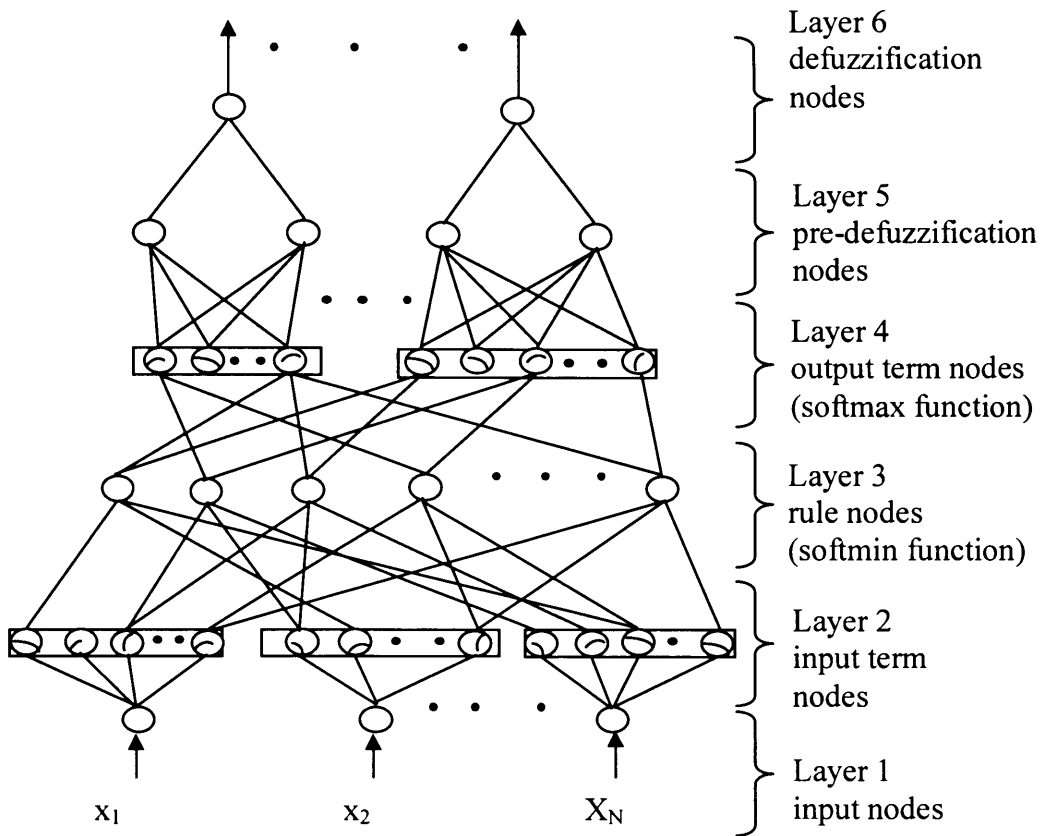 Layer 6
defuzzification
nodes
Layer 5
pre-defuzzification
nodes
Layer 4
output term nodes
(softmax function)
Layer 3
rule nodes
(softmin function)
Layer 2
input term
nodes
Layer 1
input nodes
x₁ x₂ X_N